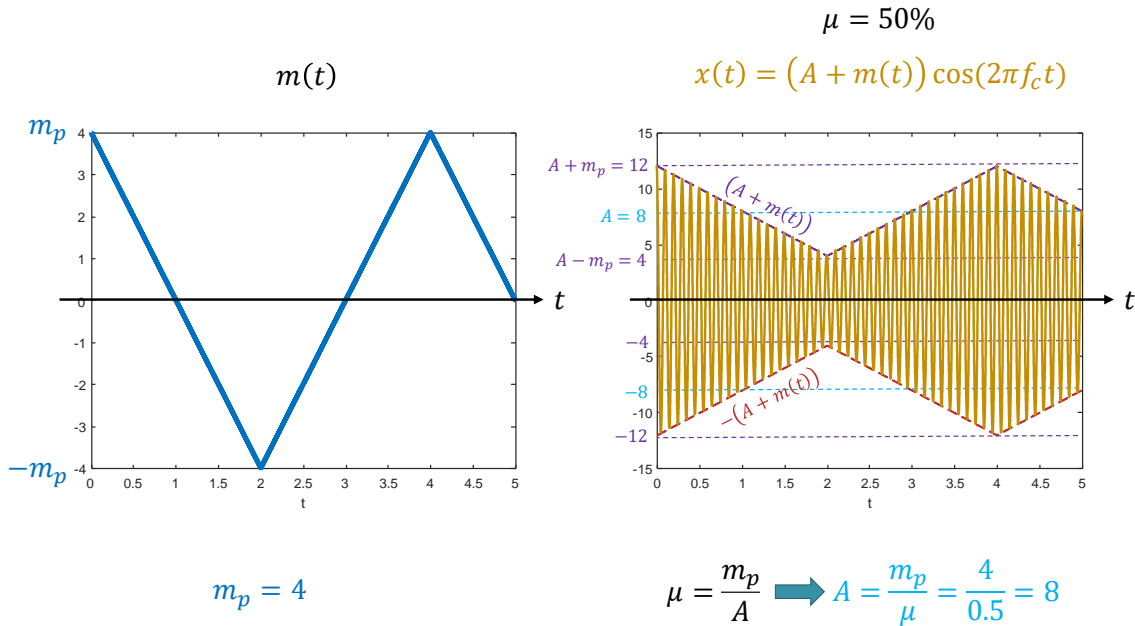 μ = 50%
m(t)
x(t) = (A + m(t)) cos(2πf_c t)
m_p
4
3
2
1
0
-1
-2
-3
-4
−m_p
0 0.5 1 1.5 2 2.5 3 3.5 4 4.5 5
t
t
15
A + m_p = 12
10
A = 8
5
A − m_p = 4
0
−4
-5
−8
-10
−12
-15
(A + m(t))
−(A + m(t))
0 0.5 1 1.5 2 2.5 3 3.5 4 4.5 5
t
t
m_p = 4
μ = m_p/A A = m_p/μ = 4/0.5 = 8